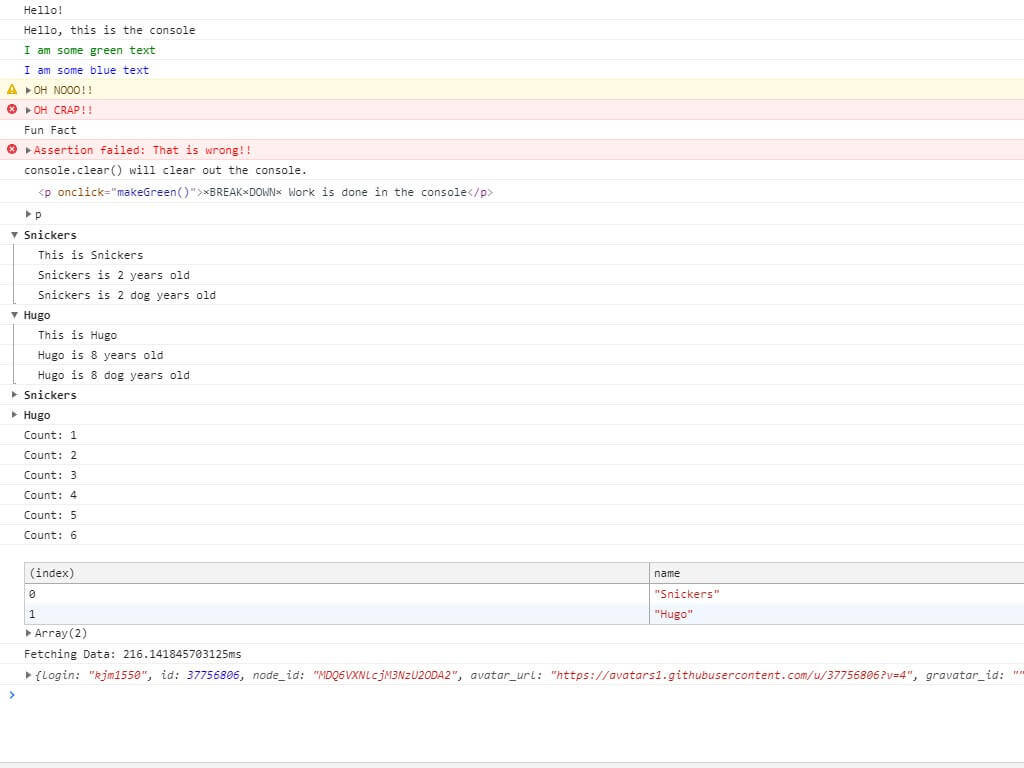 Hello!
Hello, this is the console
I am some green text
I am some blue text
OH NOOO!!
OH CRAP!!
Fun Fact
Assertion failed: That is wrong!!
console.clear() will clear out the console.
<p onclick="makeGreen()">×BREAK×DOWN× Work is done in the console</p>
p
Snickers
This is Snickers
Snickers is 2 years old
Snickers is 2 dog years old
Hugo
This is Hugo
Hugo is 8 years old
Hugo is 8 dog years old
Snickers
Hugo
Count: 1
Count: 2
Count: 3
Count: 4
Count: 5
Count: 6
(index) name
0 "Snickers"
1 "Hugo"
Array(2)
Fetching Data: 216.141845703125ms
{login: "kjm1550", id: 37756806, node_id: "MDQ6VXNlcjM3NzU2ODA2", avatar_url: "https://avatars1.githubusercontent.com/u/37756806?v=4", gravatar_id: ""